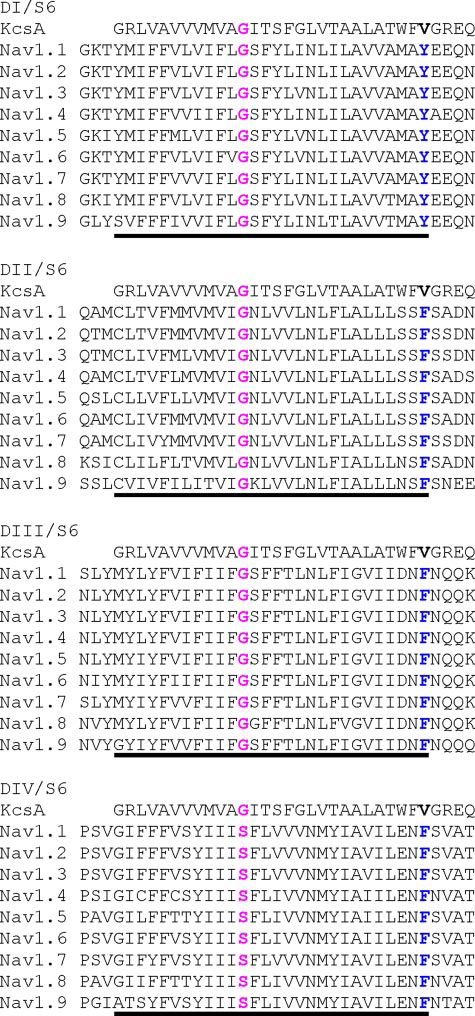 DI/S6
KcsA GRLVAVVVMVAGITSFGLVTAALATWFVGREQ
Nav1.1 GKTYMIFFVLVIFLGSFYLINLILAVVAMAYEEQN
Nav1.2 GKTYMIFFVLVIFLGSFYLINLILAVVAMAYEEQN
Nav1.3 GKTYMIFFVLVIFLGSFYLVNLILAVVAMAYEEQN
Nav1.4 GKTYMIFFVVIIFLGSFYLINLILAVVAMAYAEQN
Nav1.5 GKIYMIFFMLVIFLGSFYLVNLILAVVAMAYEEQN
Nav1.6 GKTYMIFFVLVIFVGSFYLVNLILAVVAMAYEEQN
Nav1.7 GKTYMIFFVVVIFLGSFYLINLILAVVAMAYEEQN
Nav1.8 GKIYMVFFVLVIFLGSFYLVNLILAVVTMAYEEQN
Nav1.9 GLYSVFFFIVVIFLGSFYLINLTLAVVTMAYEEQN
DII/S6
KcsA GRLVAVVVMVAGITSFGLVTAALATWFVGREQ
Nav1.1 QAMCLTVFMMVMVIGNLVVLNLFLALLLSSFSADN
Nav1.2 QTMCLTVFMMVMVIGNLVVLNLFLALLLSSFSSDN
Nav1.3 QTMCLIVFMLVMVIGNLVVLNLFLALLLSSFSSDN
Nav1.4 QAMCLTVFLMVMVIGNLVVLNLFLALLLSSFSADS
Nav1.5 QSLCLLVFLLVMVIGNLVVLNLFLALLLSSFSADN
Nav1.6 QAMCLIVFMMVMVIGNLVVLNLFLALLLSSFSADN
Nav1.7 QAMCLIVYMMVMVIGNLVVLNLFLALLLSSFSSDN
Nav1.8 KSICLILFLTVMVLGNLVVLNLFIALLLNSFSADN
Nav1.9 SSLCVIVFILITVIGKLVVLNLFIALLLNSFSNEE
DIII/S6
KcsA GRLVAVVVMVAGITSFGLVTAALATWFVGREQ
Nav1.1 SLYMYLYFVIFIIFGSFFTLNLFIGVIIDNFNQQK
Nav1.2 NLYMYLYFVIFIIFGSFFTLNLFIGVIIDNFNQQK
Nav1.3 NLYMYLYFVIFIIFGSFFTLNLFIGVIIDNFNQQK
Nav1.4 NLYMYLYFVIFIIFGSFFTLNLFIGVIIDNFNQQK
Nav1.5 NLYMYIYFVIFIIFGSFFTLNLFIGVIIDNFNQQK
Nav1.6 NIYMYIYFVIFIIFGSFFTLNLFIGVIIDNFNQQK
Nav1.7 SLYMYIYFVVFIIFGSFFTLNLFIGVIIDNFNQQK
Nav1.8 NVYMYLYFVIFIIFGGFFTLNLFVGVIIDNFNQQK
Nav1.9 NVYGYIYFVVFIIFGSFFTLNLFIGVIIDNFNQQQ
DIV/S6
KcsA GRLVAVVVMVAGITSFGLVTAALATWFVGREQ
Nav1.1 PSVGIFFFVSYIIISFLVVVNMYIAVILENFSVAT
Nav1.2 PSVGIFFFVSYIIISFLVVVNMYIAVILENFSVAT
Nav1.3 PSVGIFFFVSYIIISFLVVVNMYIAVILENFSVAT
Nav1.4 PSIGICFFCSYIIISFLIVVNMYIAIILENFNVAT
Nav1.5 PAVGILFFTTYIIISFLIVVNMYIAIILENFSVAT
Nav1.6 PSVGIFFFVSYIIISFLIVVNMYIAIILENFSVAT
Nav1.7 PSVGIFYFVSYIIISFLVVVNMYIAVILENFSVAT
Nav1.8 PAVGIIFFTTYIIISFLIVVNMYIAVILENFNVAT
Nav1.9 PGIATSYFVSYIIISFLIVVNMYIAVILENFNTAT